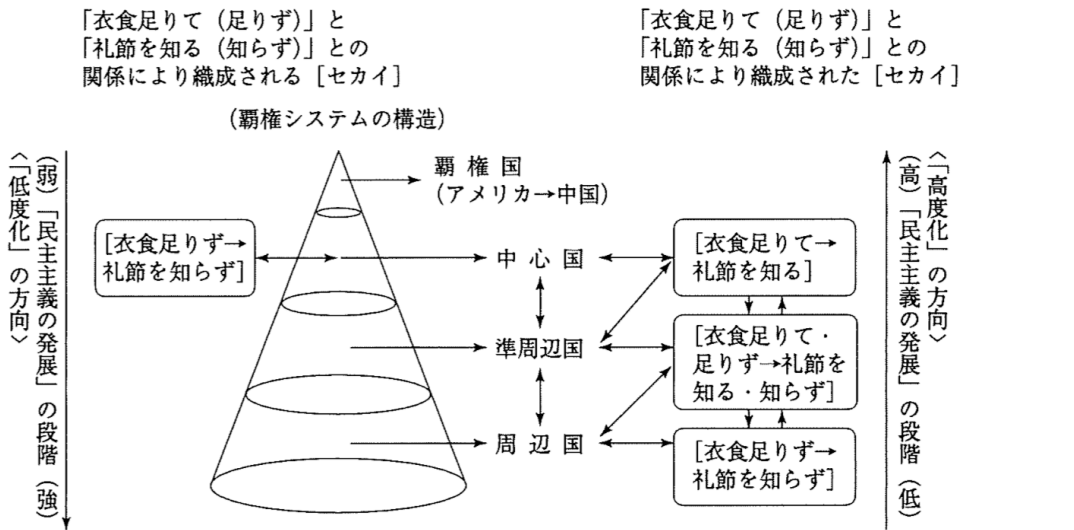 「衣食足りて（足りず）」と
「礼節を知る（知らず）」との
関係により織成される［セカイ］
「衣食足りて（足りず）」と
「礼節を知る（知らず）」との
関係により織成された［セカイ］
（覇権システムの構造）
（弱）「民主主義の発展」の段階（強）
〈「低度化」の方向〉
覇権国
（アメリカ→中国）
［衣食足りず→
礼節を知らず］
中心国
準周辺国
周辺国
［衣食足りて→
礼節を知る］
［衣食足りて・
足りず→礼節を
知る・知らず］
［衣食足りず→
礼節を知らず］
〈「高度化」の方向〉
（高）「民主主義の発展」の段階（低）